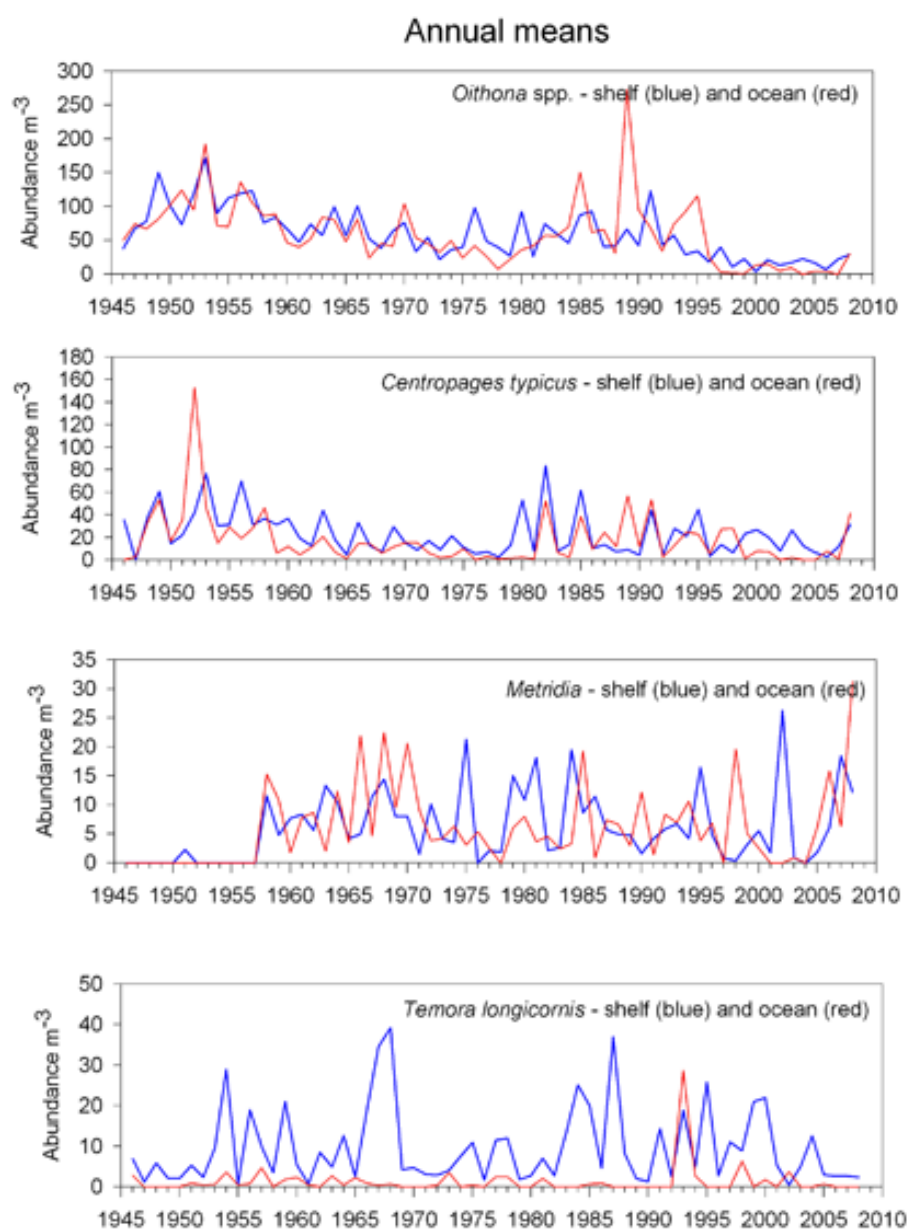 Annual means
Oithona spp. - shelf (blue) and ocean (red)
Abundance m-3
300
250
200
150
100
50
0
1945 1950 1955 1960 1965 1970 1975 1980 1985 1990 1995 2000 2005 2010
Centropages typicus - shelf (blue) and ocean (red)
Abundance m-3
180
160
140
120
100
80
60
40
20
0
1945 1950 1955 1960 1965 1970 1975 1980 1985 1990 1995 2000 2005 2010
Metridia - shelf (blue) and ocean (red)
Abundance m-3
35
30
25
20
15
10
5
0
1945 1950 1955 1960 1965 1970 1975 1980 1985 1990 1995 2000 2005 2010
Temora longicornis - shelf (blue) and ocean (red)
Abundance m-3
50
40
30
20
10
0
1945 1950 1955 1960 1965 1970 1975 1980 1985 1990 1995 2000 2005 2010